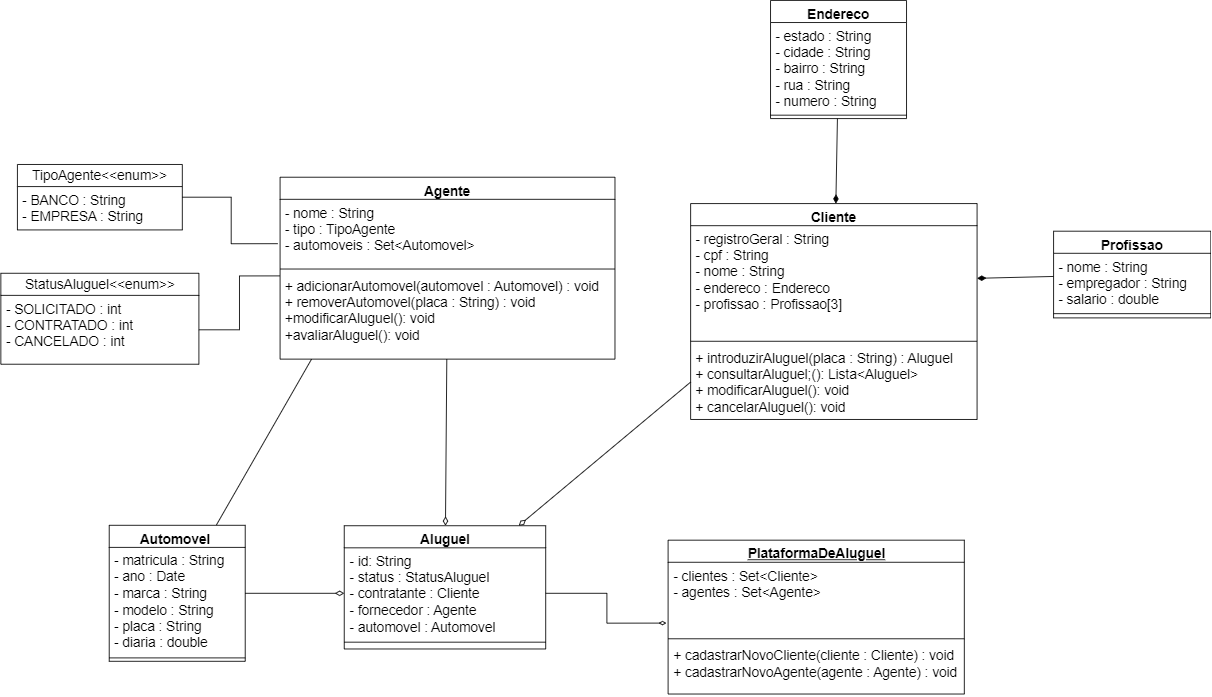 Endereco
- estado : String
- cidade : String
- bairro : String
- rua : String
- numero : String
TipoAgente<<enum>>
- BANCO : String
- EMPRESA : String
Agente
- nome : String
- tipo : TipoAgente
- automoveis : Set<Automovel>
+ adicionarAutomovel(automovel : Automovel) : void
+ removerAutomovel(placa : String) : void
+modificarAluguel(): void
+avaliarAluguel(): void
Cliente
- registroGeral : String
- cpf : String
- nome : String
- endereco : Endereco
- profissao : Profissao[3]
+ introduzirAluguel(placa : String) : Aluguel
+ consultarAluguel;(): Lista<Aluguel>
+ modificarAluguel(): void
+ cancelarAluguel(): void
Profissao
- nome : String
- empregador : String
- salario : double
StatusAluguel<<enum>>
- SOLICITADO : int
- CONTRATADO : int
- CANCELADO : int
Automovel
- matricula : String
- ano : Date
- marca : String
- modelo : String
- placa : String
- diaria : double
Aluguel
- id: String
- status : StatusAluguel
- contratante : Cliente
- fornecedor : Agente
- automovel : Automovel
PlataformaDeAluguel
- clientes : Set<Cliente>
- agentes : Set<Agente>
+ cadastrarNovoCliente(cliente : Cliente) : void
+ cadastrarNovoAgente(agente : Agente) : void